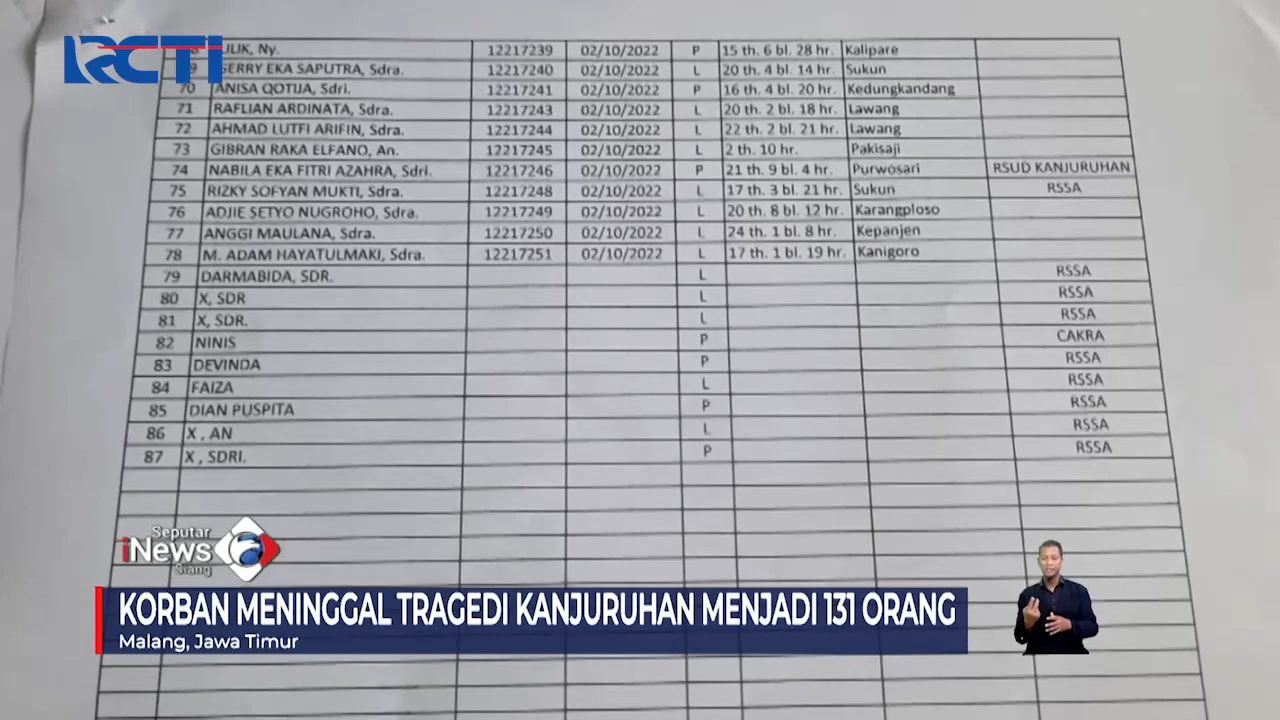 RCTI
LILIK, Ny. 12217239 02/10/2022 P 15 th. 6 bl. 28 hr. Kalipare
GERRY EKA SAPUTRA, Sdra. 12217240 02/10/2022 L 20 th. 4 bl. 14 hr. Sukun
70 ANISA QOTIJA, Sdri. 12217241 02/10/2022 P 16 th. 4 bl. 20 hr. Kedungkandang
71 RAFLIAN ARDINATA, Sdra. 12217243 02/10/2022 L 20 th. 2 bl. 18 hr. Lawang
72 AHMAD LUTFI ARIFIN, Sdra. 12217244 02/10/2022 L 22 th. 2 bl. 21 hr. Lawang
73 GIBRAN RAKA ELFANO, An. 12217245 02/10/2022 L 2 th. 10 hr. Pakisaji
74 NABILA EKA FITRI AZAHRA, Sdri. 12217246 02/10/2022 P 21 th. 9 bl. 4 hr. Purwosari RSUD KANJURUHAN
75 RIZKY SOFYAN MUKTI, Sdra. 12217248 02/10/2022 L 17 th. 3 bl. 21 hr. Sukun RSSA
76 ADJIE SETYO NUGROHO, Sdra. 12217249 02/10/2022 L 20 th. 8 bl. 12 hr. Karangploso
77 ANGGI MAULANA, Sdra. 12217250 02/10/2022 L 24 th. 1 bl. 8 hr. Kepanjen
78 M. ADAM HAYATULMAKI, Sdra. 12217251 02/10/2022 L 17 th. 1 bl. 19 hr. Kanigoro
79 DARMABIDA, SDR. L RSSA
80 X, SDR L RSSA
81 X, SDR. L RSSA
82 NINIS P CAKRA
83 DEVINDA P RSSA
84 FAIZA L RSSA
85 DIAN PUSPITA P RSSA
86 X , AN L RSSA
87 X , SDRI. P RSSA
Seputar
iNews
Siang
KORBAN MENINGGAL TRAGEDI KANJURUHAN MENJADI 131 ORANG
Malang, Jawa Timur